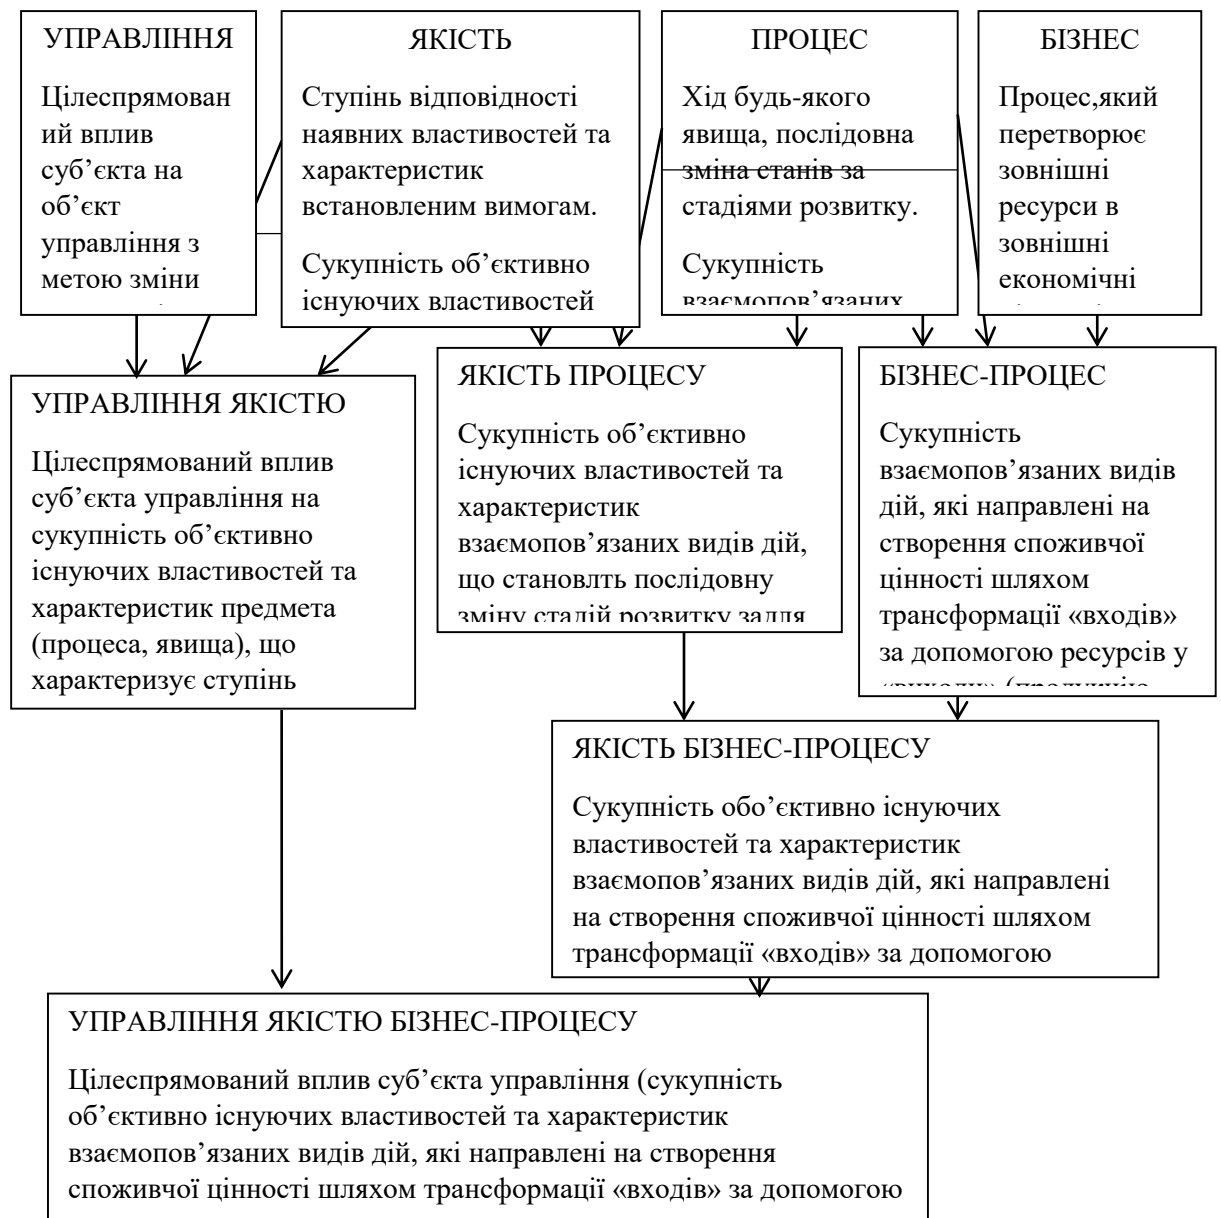 УПРАВЛІННЯ
Цілеспрямован
ий вплив
суб’єкта на
об’єкт
управління з
метою зміни
ЯКІСТЬ
Ступінь відповідності
наявних властивостей та
характеристик
встановленим вимогам.
Сукупність об’єктивно
існуючих властивостей
ПРОЦЕС
Хід будь-якого
явища, послідовна
зміна станів за
стадіями розвитку.
Сукупність
взаємопов’язаних
БІЗНЕС
Процес,який
перетворює
зовнішні
ресурси в
зовнішні
економічні
УПРАВЛІННЯ ЯКІСТЮ
Цілеспрямований вплив
суб’єкта управління на
сукупність об’єктивно
існуючих властивостей та
характеристик предмета
(процеса, явища), що
характеризує ступінь
ЯКІСТЬ ПРОЦЕСУ
Сукупність об’єктивно
існуючих властивостей та
характеристик
взаємопов’язаних видів дій,
що становлть послідовну
зміну стадій розвитку задля
БІЗНЕС-ПРОЦЕС
Сукупність
взаємопов’язаних видів
дій, які направлені на
створення споживчої
цінності шляхом
трансформації «входів»
за допомогою ресурсів у
«виходи» (продукцію
ЯКІСТЬ БІЗНЕС-ПРОЦЕСУ
Сукупність обо’єктивно існуючих
властивостей та характеристик
взаємопов’язаних видів дій, які направлені
на створення споживчої цінності шляхом
трансформації «входів» за допомогою
УПРАВЛІННЯ ЯКІСТЮ БІЗНЕС-ПРОЦЕСУ
Цілеспрямований вплив суб’єкта управління (сукупність
об’єктивно існуючих властивостей та характеристик
взаємопов’язаних видів дій, які направлені на створення
споживчої цінності шляхом трансформації «входів» за допомогою